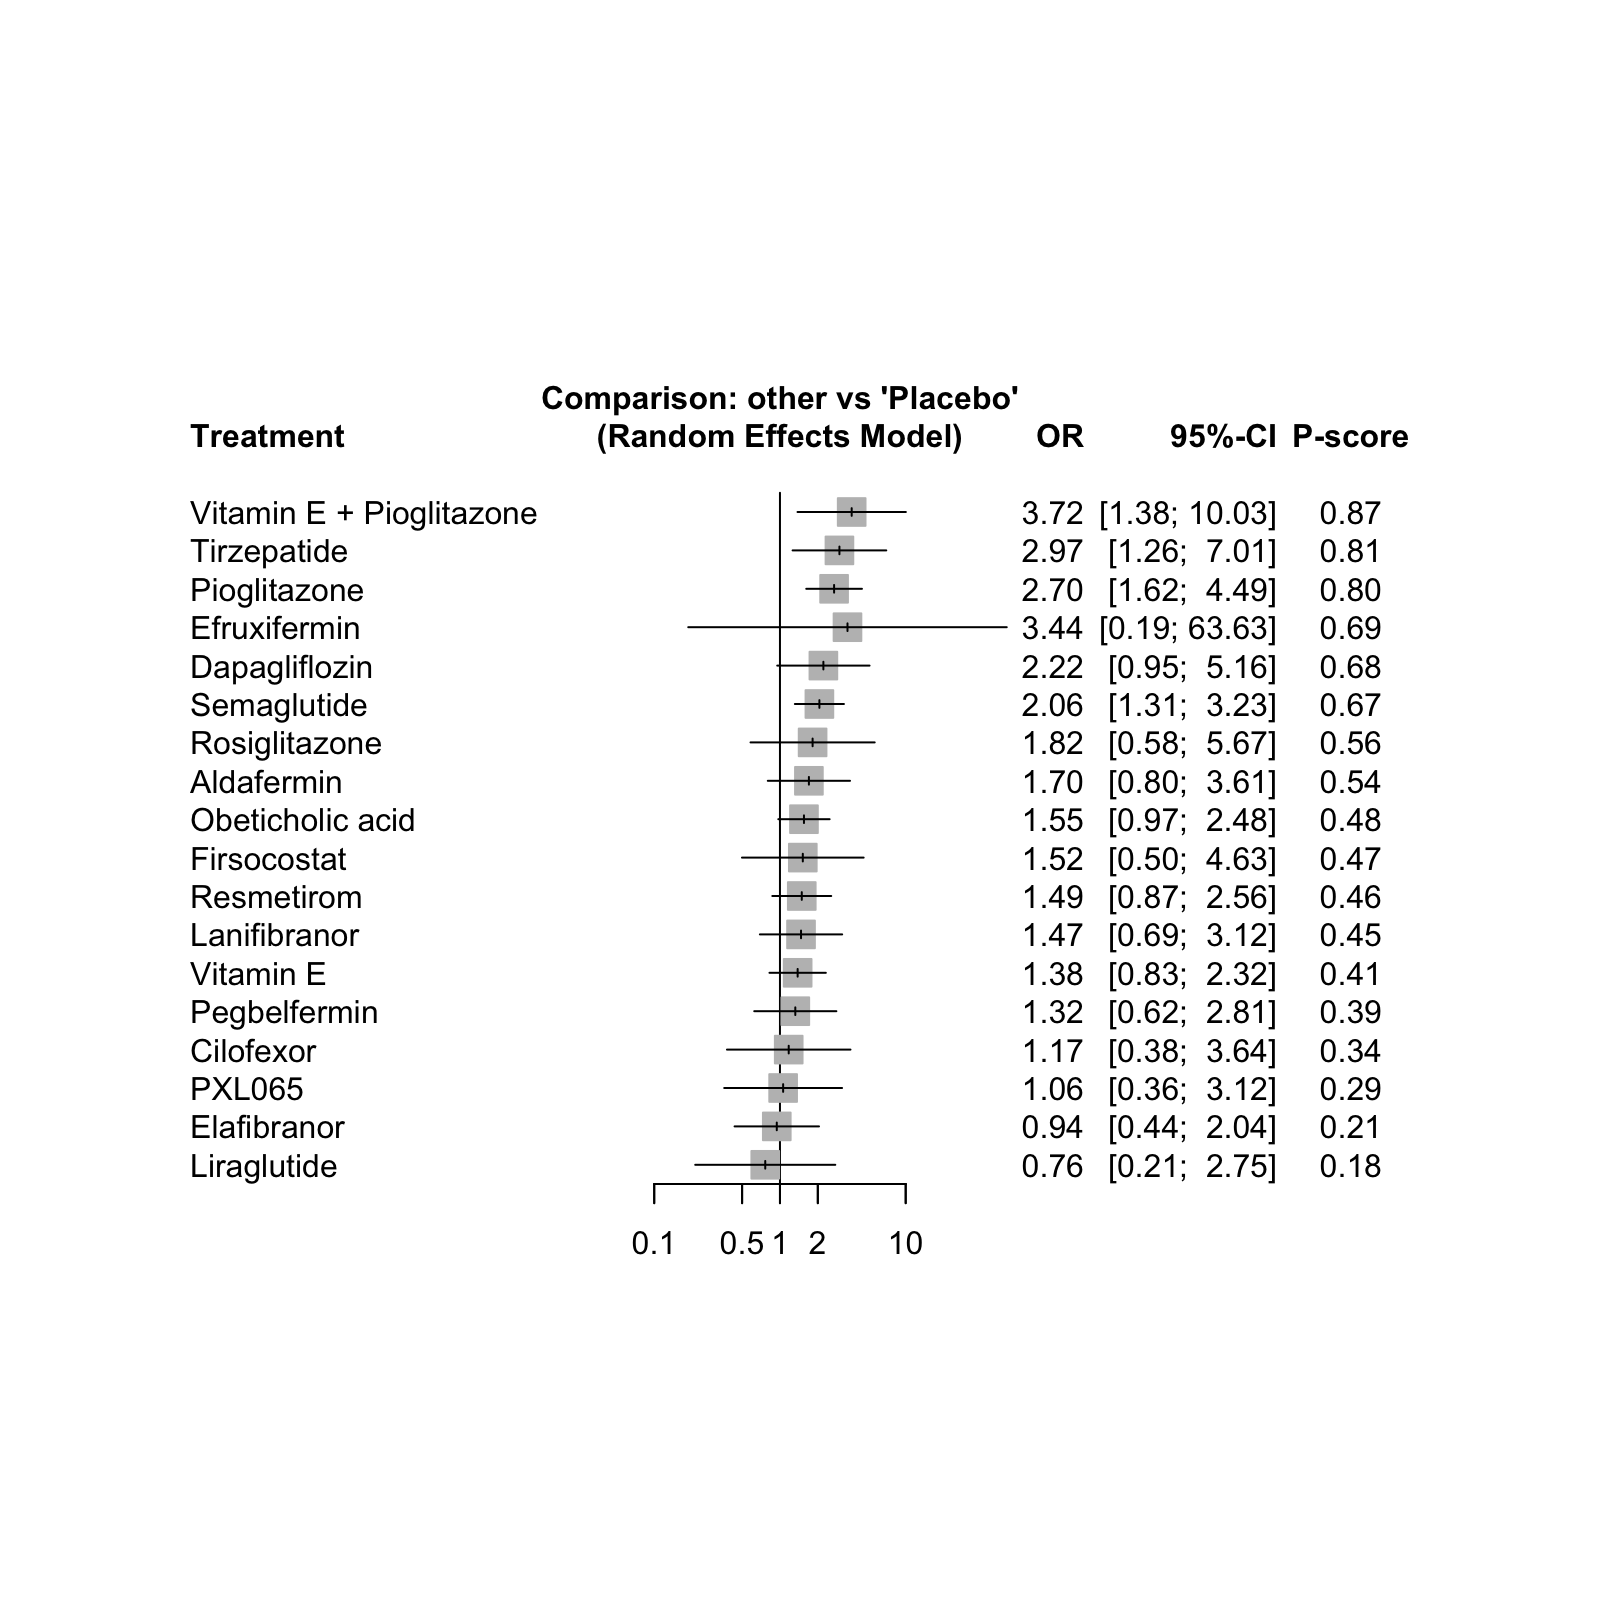 Comparison: other vs 'Placebo'
Treatment (Random Effects Model) OR 95%-CI P-score
Vitamin E + Pioglitazone 3.72 [1.38; 10.03] 0.87
Tirzepatide 2.97 [1.26; 7.01] 0.81
Pioglitazone 2.70 [1.62; 4.49] 0.80
Efruxifermin 3.44 [0.19; 63.63] 0.69
Dapagliflozin 2.22 [0.95; 5.16] 0.68
Semaglutide 2.06 [1.31; 3.23] 0.67
Rosiglitazone 1.82 [0.58; 5.67] 0.56
Aldafermin 1.70 [0.80; 3.61] 0.54
Obeticholic acid 1.55 [0.97; 2.48] 0.48
Firsocostat 1.52 [0.50; 4.63] 0.47
Resmetirom 1.49 [0.87; 2.56] 0.46
Lanifibranor 1.47 [0.69; 3.12] 0.45
Vitamin E 1.38 [0.83; 2.32] 0.41
Pegbelfermin 1.32 [0.62; 2.81] 0.39
Cilofexor 1.17 [0.38; 3.64] 0.34
PXL065 1.06 [0.36; 3.12] 0.29
Elafibranor 0.94 [0.44; 2.04] 0.21
Liraglutide 0.76 [0.21; 2.75] 0.18
0.1 0.5 1 2 10